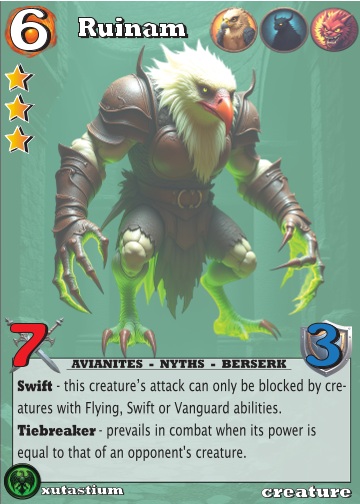 6 Ruinam
7
3
AVIANITES - NYTHS - BERSERK
Swift - this creature's attack can only be blocked by cre-
atures with Flying, Swift or Vanguard abilities.
Tiebreaker - prevails in combat when its power is
equal to that of an opponent's creature.
xutastium creature